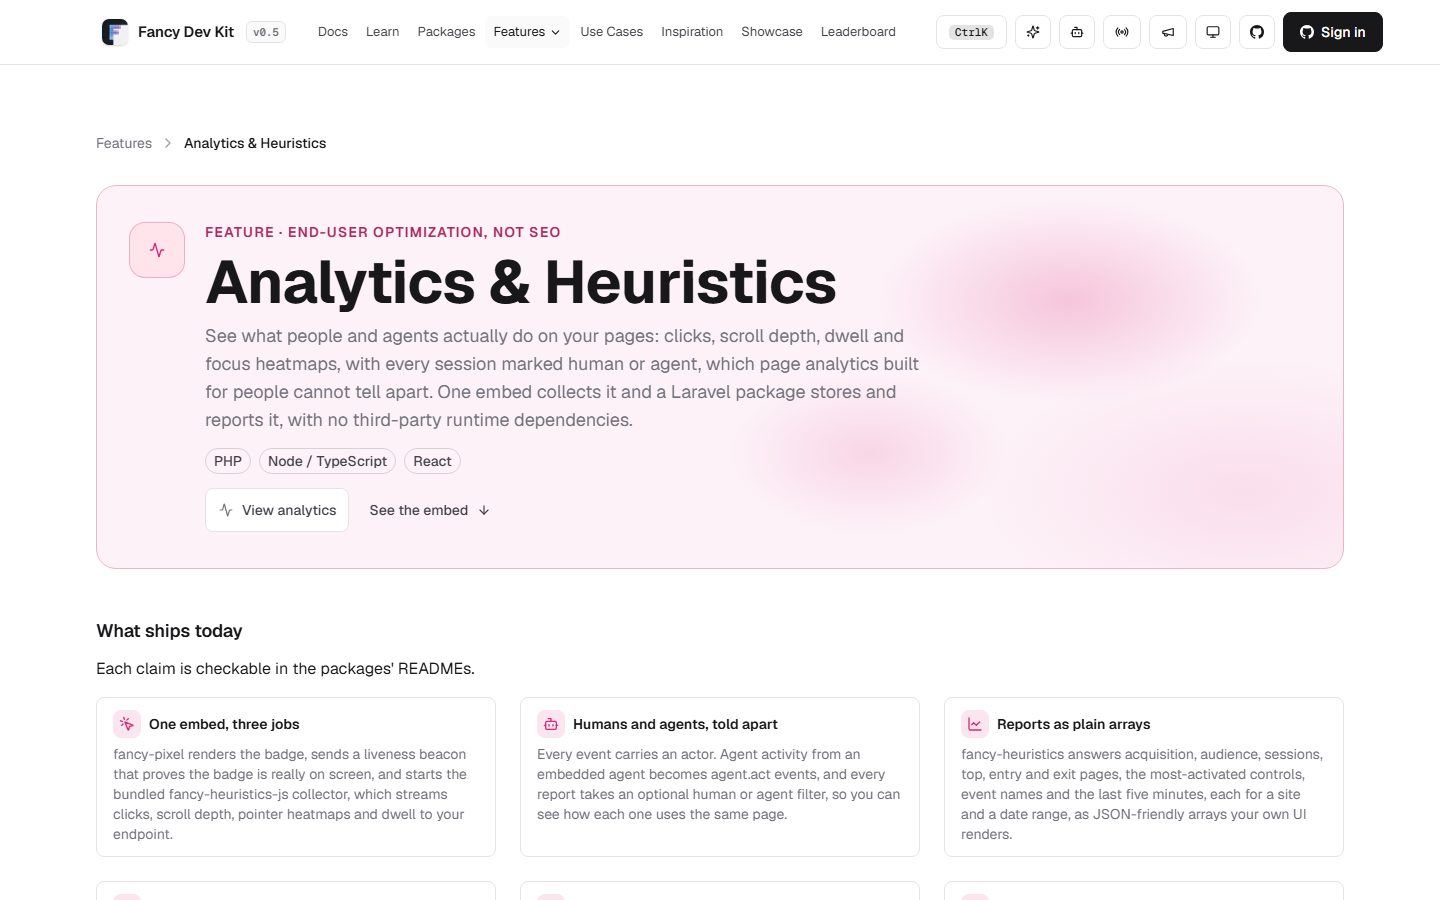 Fancy Dev Kit v0.5 Docs Learn Packages Features Use Cases Inspiration Showcase Leaderboard CtrlK Sign in
Features Analytics & Heuristics
FEATURE · END-USER OPTIMIZATION, NOT SEO
Analytics & Heuristics
See what people and agents actually do on your pages: clicks, scroll depth, dwell and
focus heatmaps, with every session marked human or agent, which page analytics built
for people cannot tell apart. One embed collects it and a Laravel package stores and
reports it, with no third-party runtime dependencies.
PHP Node / TypeScript React
View analytics See the embed
What ships today
Each claim is checkable in the packages' READMEs.
One embed, three jobs
fancy-pixel renders the badge, sends a liveness beacon
that proves the badge is really on screen, and starts the
bundled fancy-heuristics-js collector, which streams
clicks, scroll depth, pointer heatmaps and dwell to your
endpoint.
Humans and agents, told apart
Every event carries an actor. Agent activity from an
embedded agent becomes agent.act events, and every
report takes an optional human or agent filter, so you can
see how each one uses the same page.
Reports as plain arrays
fancy-heuristics answers acquisition, audience, sessions,
top, entry and exit pages, the most-activated controls,
event names and the last five minutes, each for a site
and a date range, as JSON-friendly arrays your own UI
renders.